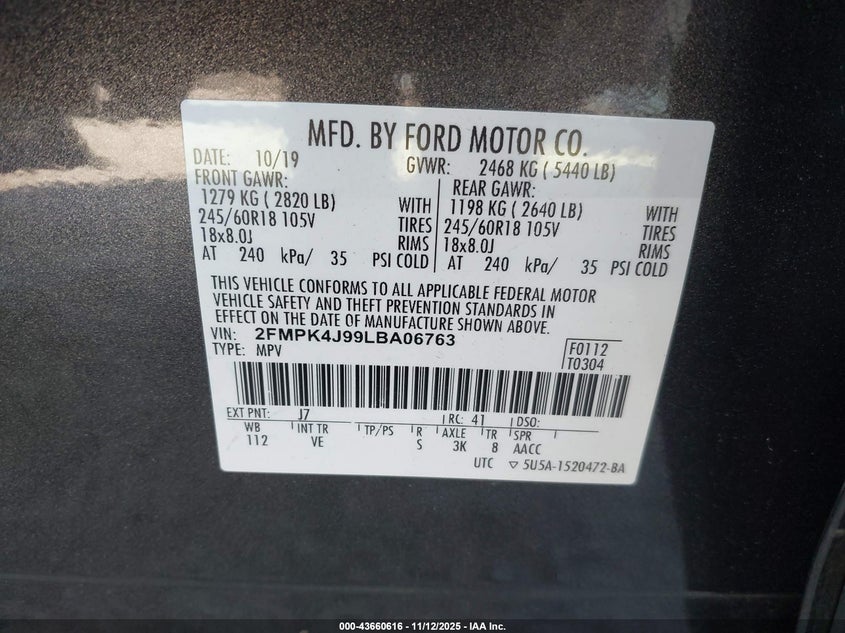 MFD. BY FORD MOTOR CO.
DATE: 10/19 GVWR: 2468 KG ( 5440 LB)
FRONT GAWR: REAR GAWR:
1279 KG ( 2820 LB) WITH 1198 KG ( 2640 LB) WITH
245/60R18 105V TIRES 245/60R18 105V TIRES
18x8.0J RIMS 18x8.0J RIMS
AT 240 kPa/ 35 PSI COLD AT 240 kPa/ 35 PSI COLD
THIS VEHICLE CONFORMS TO ALL APPLICABLE FEDERAL MOTOR
VEHICLE SAFETY AND THEFT PREVENTION STANDARDS IN
EFFECT ON THE DATE OF MANUFACTURE SHOWN ABOVE.
VIN: 2FMPK4J99LBA06763
TYPE: MPV F0112
T0304
EXT PNT: J7 RC: 41 DSO:
WB INT TR TP/PS R AXLE TR SPR
112 VE S 3K 8 AACC
UTC ▽ 5U5A-1520472-BA
000-43660616 - 11/12/2025 - IAA Inc.